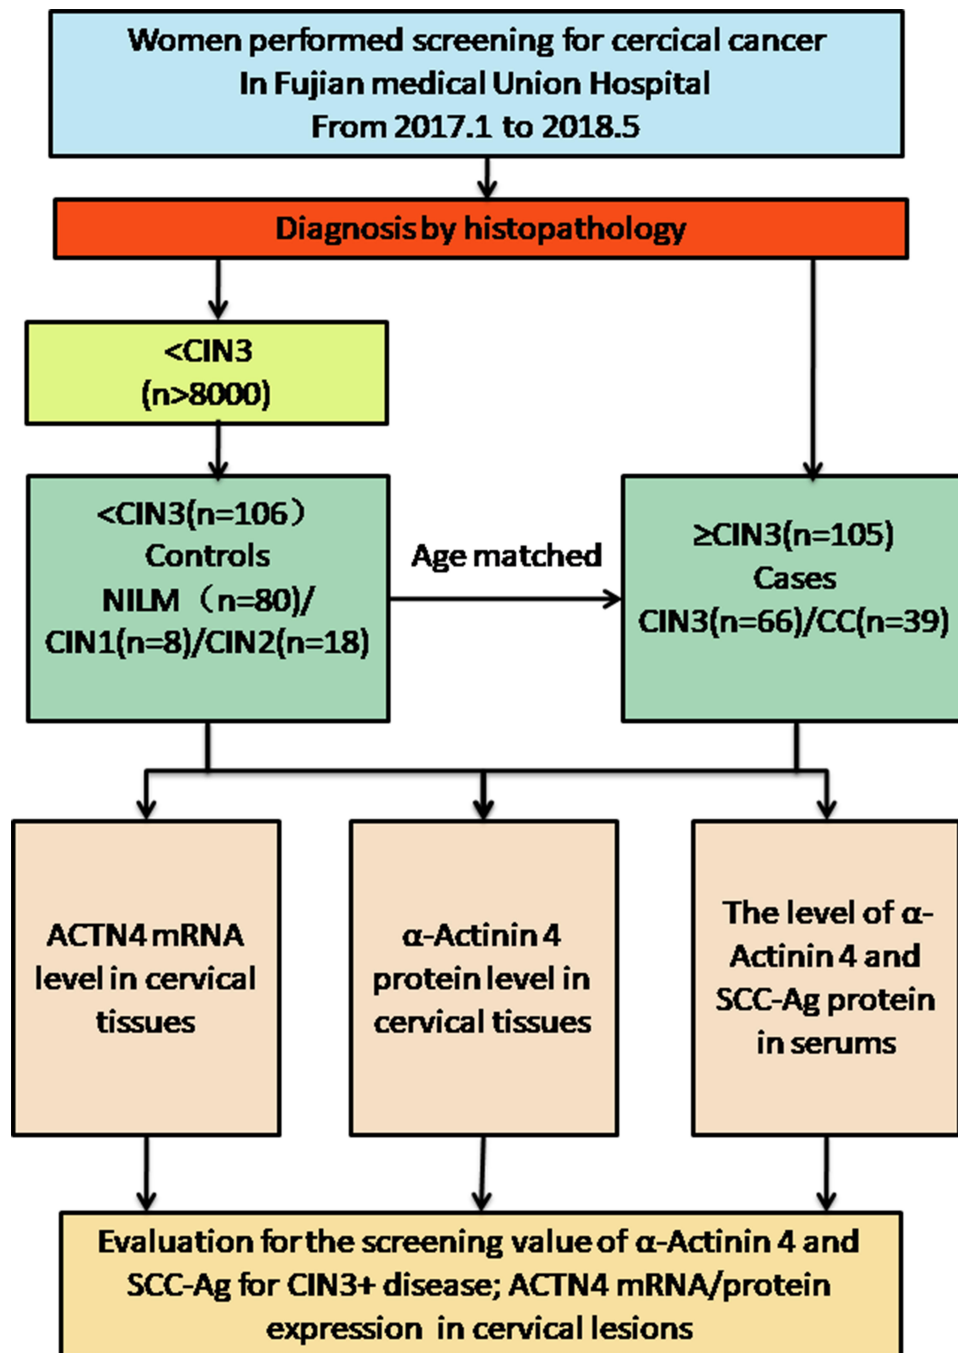 Women performed screening for cercical cancer
In Fujian medical Union Hospital
From 2017.1 to 2018.5
Diagnosis by histopathology
<CIN3
(n>8000)
<CIN3(n=106）
Controls
NILM（n=80)/
CIN1(n=8)/CIN2(n=18)
Age matched
≥CIN3(n=105)
Cases
CIN3(n=66)/CC(n=39)
ACTN4 mRNA
level in cervical
tissues
α-Actinin 4
protein level in
cervical tissues
The level of α-
Actinin 4 and
SCC-Ag protein
in serums
Evaluation for the screening value of α-Actinin 4 and
SCC-Ag for CIN3+ disease; ACTN4 mRNA/protein
expression in cervical lesions